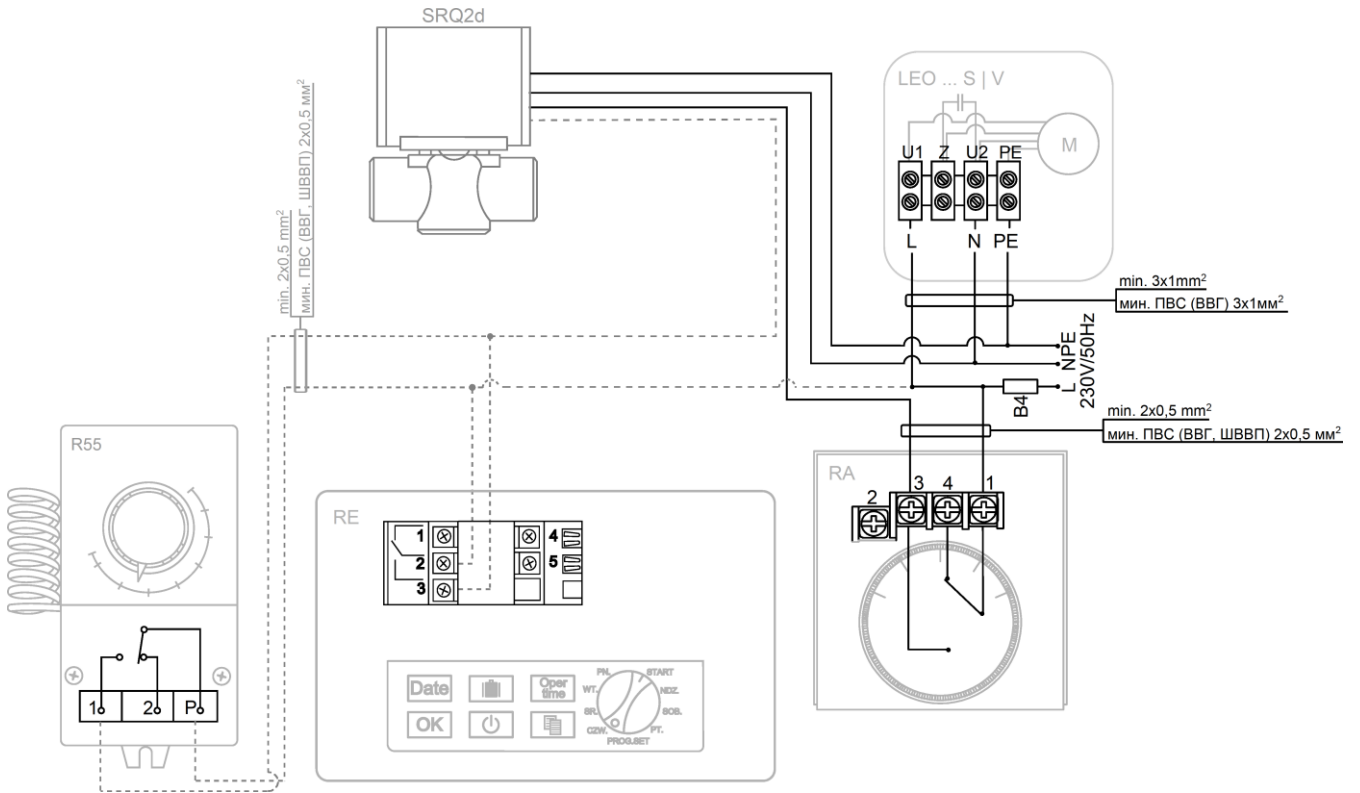 SRQ2d
LEO ... S | V
M
U1 Z U2 PE
L N PE
min. 2x0,5 mm²
мин. ПВС (ВВГ, ШВВП) 2x0,5 мм²
min. 3x1mm²
мин. ПВС (ВВГ) 3x1мм²
L NPE
230V/50Hz
B4
min. 2x0,5 mm²
мин. ПВС (ВВГ, ШВВП) 2x0,5 мм²
R55
1 2 P
RE
1
2
3
4
5
Date
Oper
time
OK
PN.
START
WT.
NDZ.
SR.
SOB.
CZW.
PT.
PROG.SET
RA
2 3 4 1